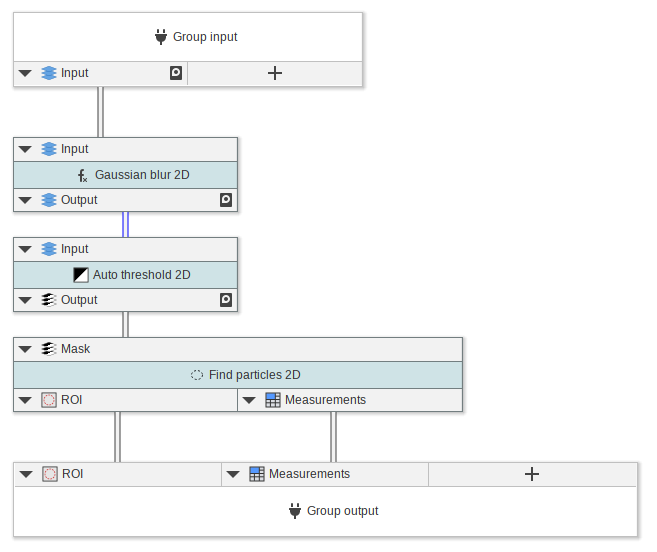 Group input
Input
Input
Gaussian blur 2D
Output
Input
Auto threshold 2D
Output
Mask
Find particles 2D
ROI Measurements
ROI Measurements
Group output